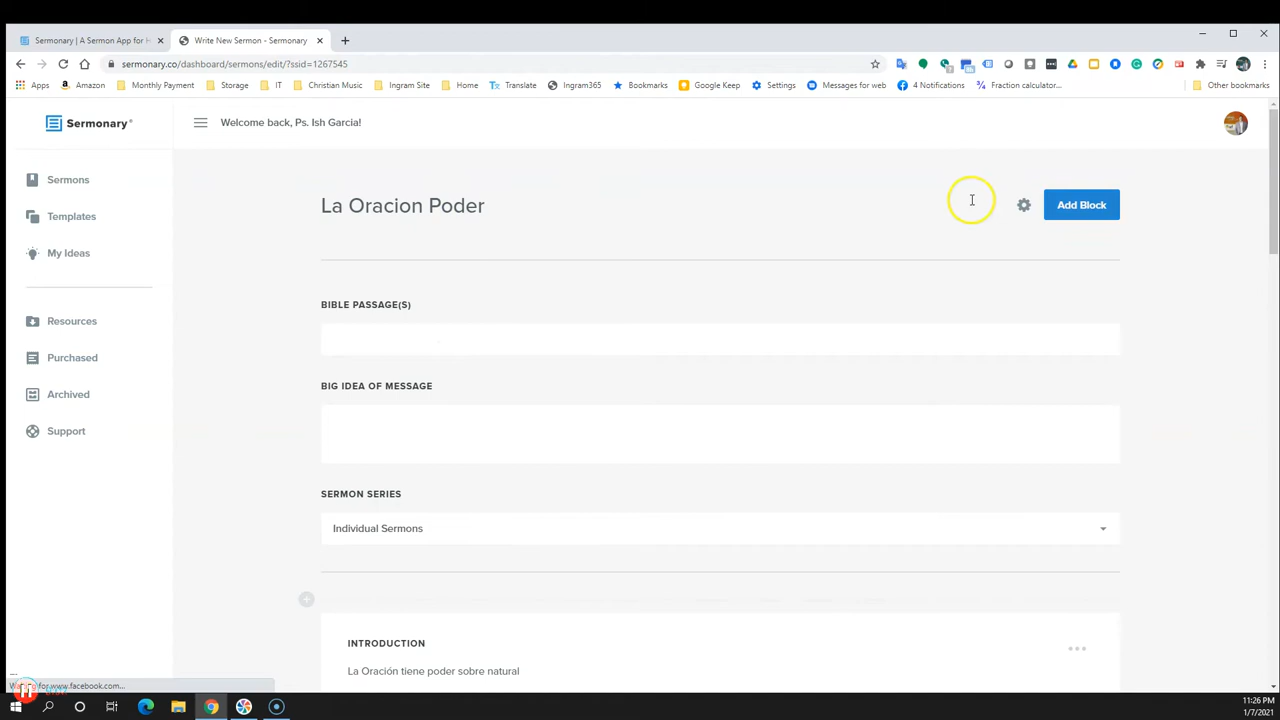 Sermonary | A Sermon App for H
Write New Sermon - Sermonary
sermonary.co/dashboard/sermons/edit/?ssid=1267545
Apps Amazon Monthly Payment Storage IT Christian Music Ingram Site Home Translate Ingram365 Bookmarks Google Keep Settings Messages for web 4 Notifications Fraction calculator... Other bookmarks
Sermonary
Welcome back, Ps. Ish Garcia!
Sermons
Templates
My Ideas
Resources
Purchased
Archived
Support
La Oracion Poder
Add Block
BIBLE PASSAGE(S)
BIG IDEA OF MESSAGE
SERMON SERIES
Individual Sermons
INTRODUCTION
La Oración tiene poder sobre natural
for www.facebook.com...
11:26 PM
1/7/2021